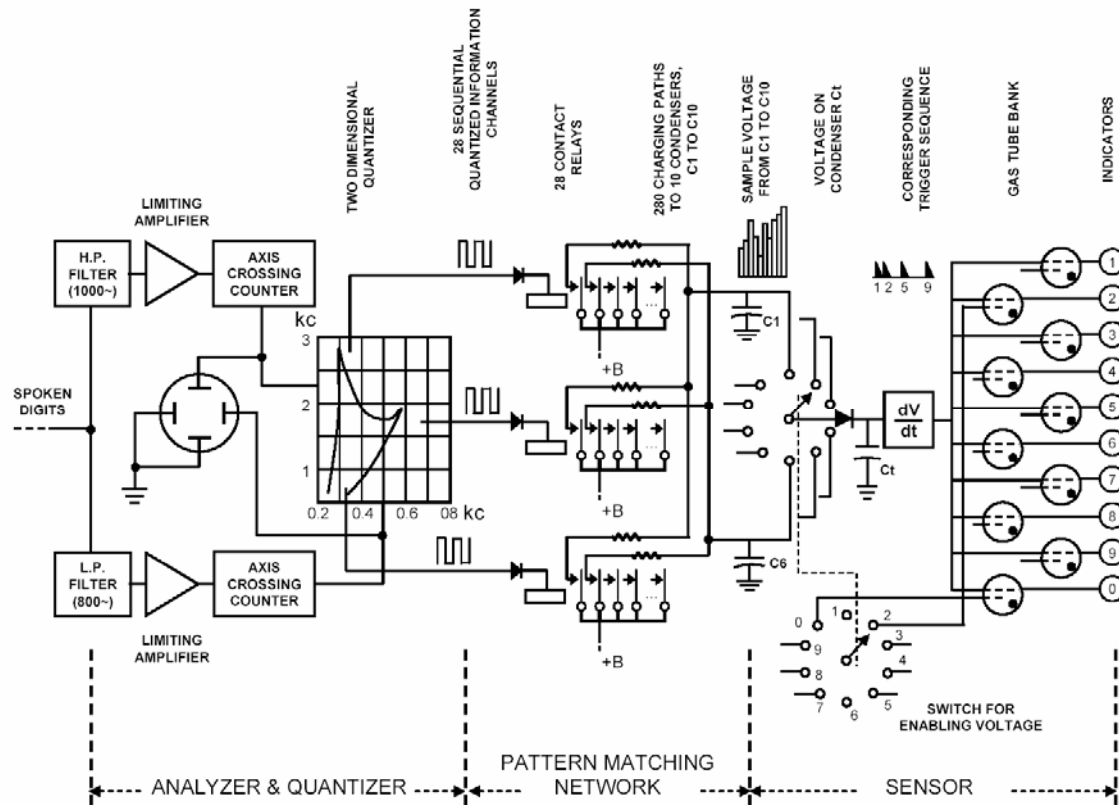 TWO DIMENSIONAL
QUANTIZER
28 SEQUENTIAL
QUANTIZED INFORMATION
CHANNELS
28 CONTACT
RELAYS
280 CHARGING PATHS
TO 10 CONDENSERS,
C1 TO C10
SAMPLE VOLTAGE
FROM C1 TO C10
VOLTAGE ON
CONDENSER Ct
CORRESPONDING
TRIGGER SEQUENCE
GAS TUBE BANK
INDICATORS
LIMITING
AMPLIFIER
H.P.
FILTER
(1000~)
AXIS
CROSSING
COUNTER
kc
3
2
1
0.2 0.4 0.6 08 kc
SPOKEN
DIGITS
L.P.
FILTER
(800~)
AXIS
CROSSING
COUNTER
LIMITING
AMPLIFIER
...
+B
...
+B
...
+B
C1
C6
1 2 5 9
dV
dt
Ct
1
2
3
4
5
6
7
8
9
0
0
1
2
3
4
5
6
7
8
9
SWITCH FOR
ENABLING VOLTAGE
ANALYZER & QUANTIZER
PATTERN MATCHING
NETWORK
SENSOR